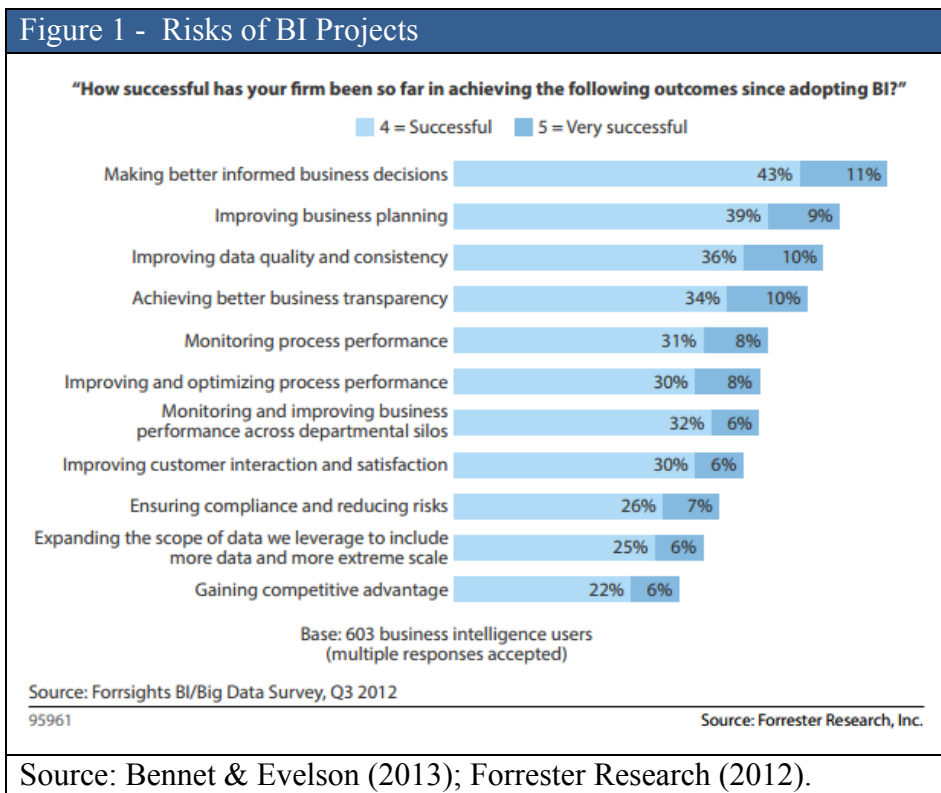 Figure 1 - Risks of BI Projects
“How successful has your firm been so far in achieving the following outcomes since adopting BI?”
4 = Successful 5 = Very successful
Making better informed business decisions 43% 11%
Improving business planning 39% 9%
Improving data quality and consistency 36% 10%
Achieving better business transparency 34% 10%
Monitoring process performance 31% 8%
Improving and optimizing process performance 30% 8%
Monitoring and improving business
performance across departmental silos 32% 6%
Improving customer interaction and satisfaction 30% 6%
Ensuring compliance and reducing risks 26% 7%
Expanding the scope of data we leverage to include
more data and more extreme scale 25% 6%
Gaining competitive advantage 22% 6%
Base: 603 business intelligence users
(multiple responses accepted)
Source: Forrsights BI/Big Data Survey, Q3 2012
95961 Source: Forrester Research, Inc.
Source: Bennet & Evelson (2013); Forrester Research (2012).